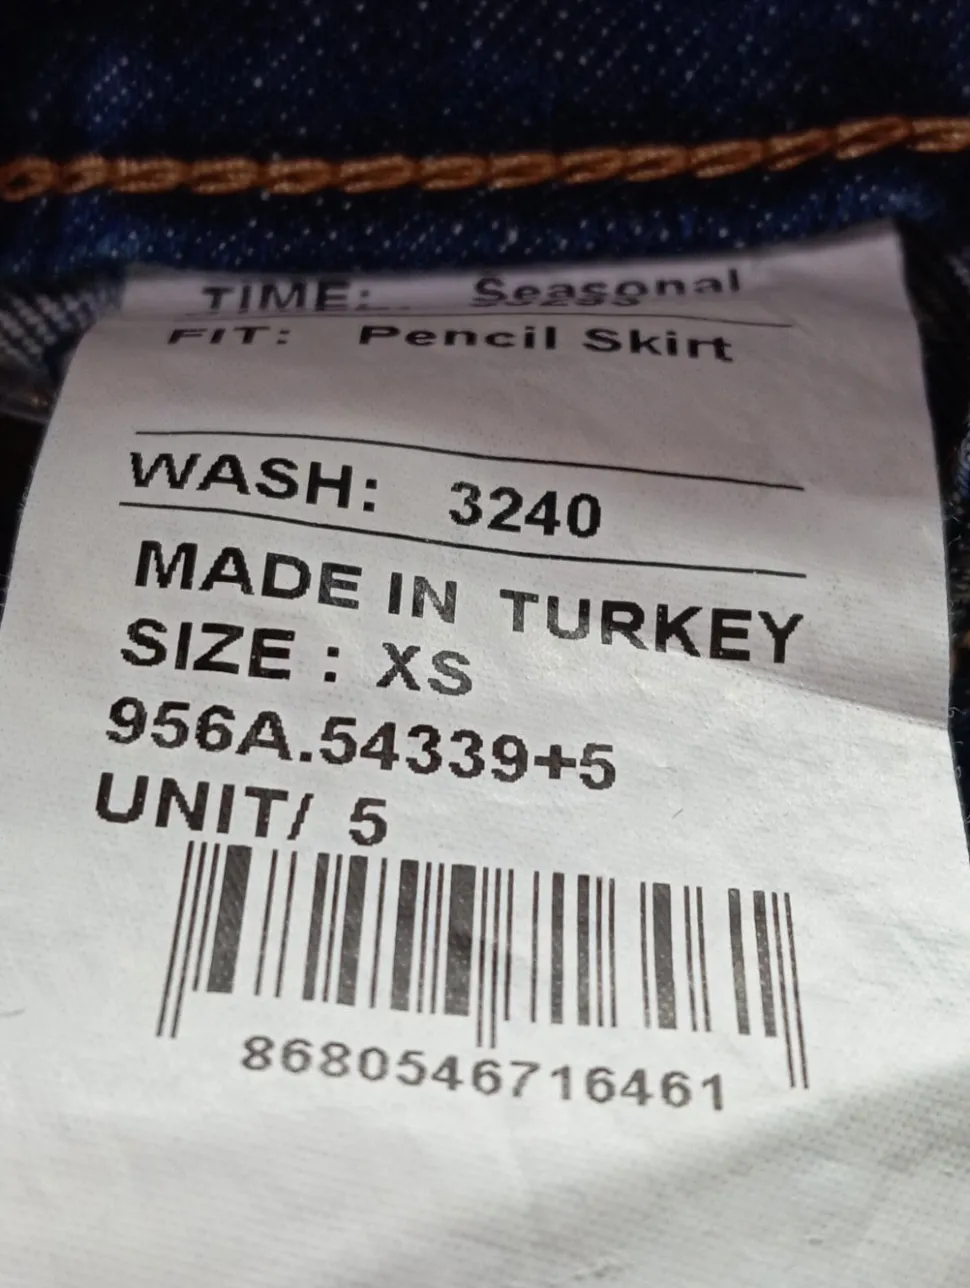 TIME: Seasonal
FIT: Pencil Skirt
WASH: 3240
MADE IN TURKEY
SIZE : XS
956A.54339+5
UNIT/ 5
8680546716461